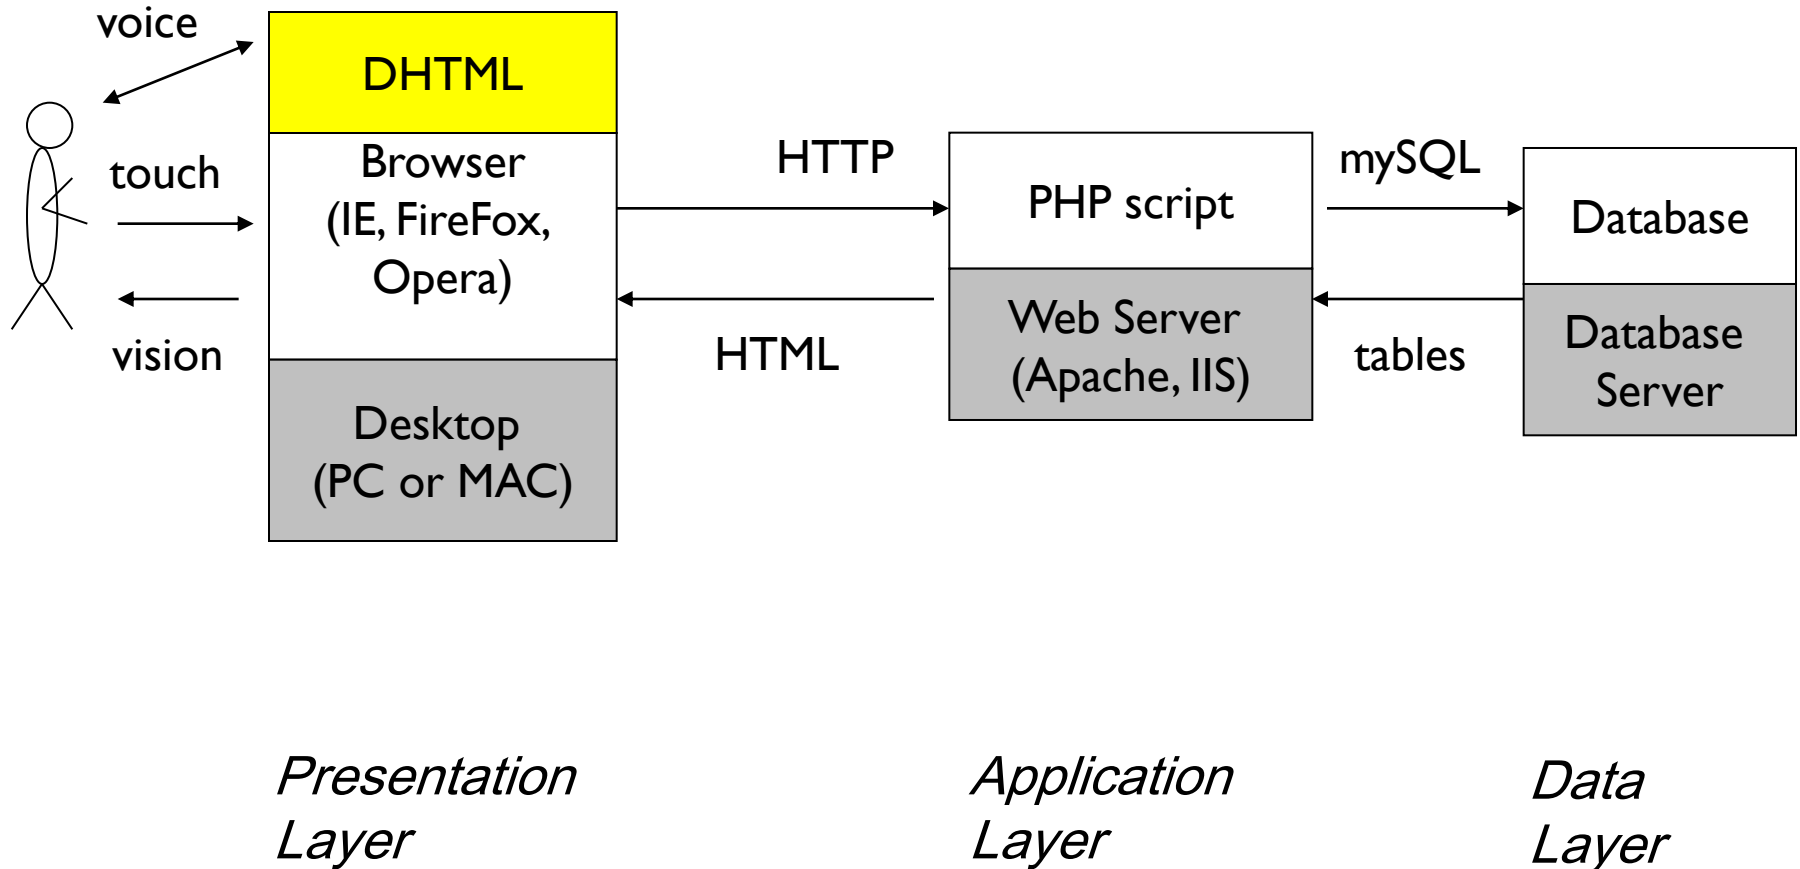 voice
touch
vision
DHTML
Browser
(IE, FireFox,
Opera)
Desktop
(PC or MAC)
HTTP
HTML
PHP script
Web Server
(Apache, IIS)
mySQL
tables
Database
Database
Server
Presentation
Layer
Application
Layer
Data
Layer